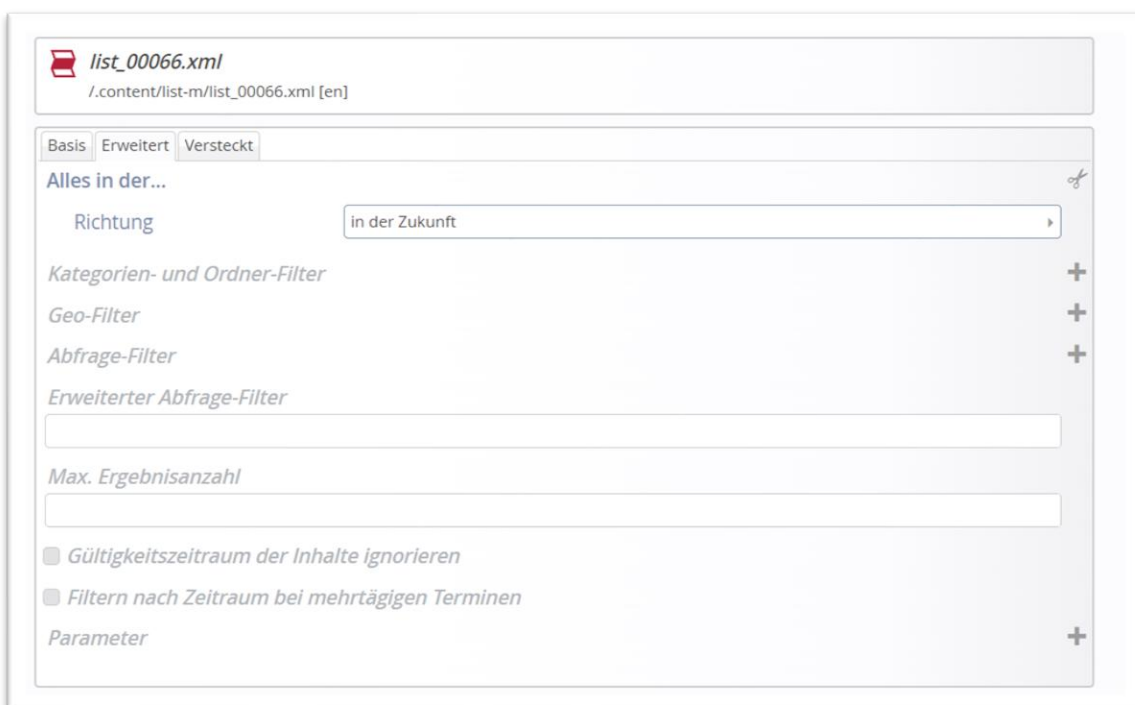 list_00066.xml
/.content/list-m/list_00066.xml [en]
Basis Erweitert Versteckt
Alles in der...
Richtung in der Zukunft
Kategorien- und Ordner-Filter
Geo-Filter
Abfrage-Filter
Erweiterter Abfrage-Filter
Max. Ergebnisanzahl
Gültigkeitszeitraum der Inhalte ignorieren
Filtern nach Zeitraum bei mehrtägigen Terminen
Parameter